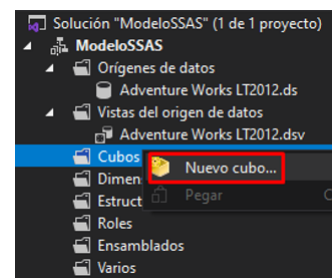 Solución "ModeloSSAS" (1 de 1 proyecto)
ModeloSSAS
Orígenes de datos
Adventure Works LT2012.ds
Vistas del origen de datos
Adventure Works LT2012.dsv
Cubos
Nuevo cubo...
Dimen
Pegar
Estruct
Roles
Ensamblados
Varios